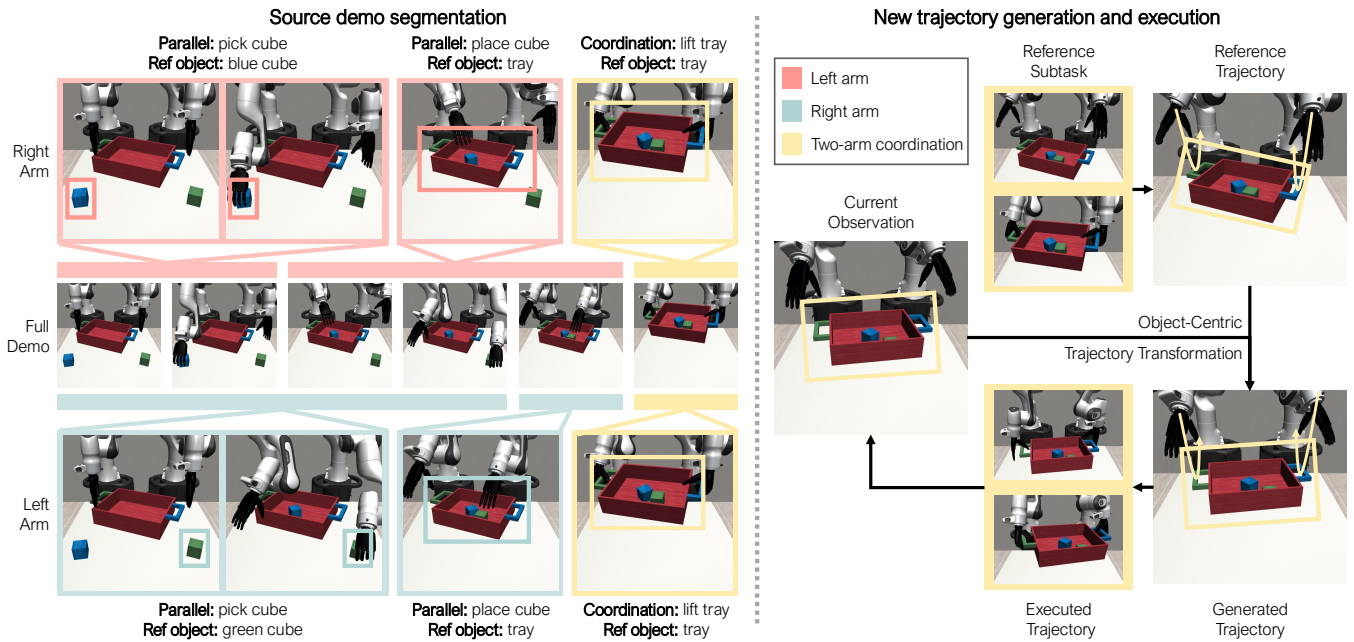 Source demo segmentation
Parallel: pick cube
Ref object: blue cube
Parallel: place cube
Ref object: tray
Coordination: lift tray
Ref object: tray
Right
Arm
Full
Demo
Left
Arm
Parallel: pick cube
Ref object: green cube
Parallel: place cube
Ref object: tray
Coordination: lift tray
Ref object: tray
New trajectory generation and execution
Left arm
Right arm
Two-arm coordination
Reference
Subtask
Reference
Trajectory
Current
Observation
Object-Centric
Trajectory Transformation
Executed
Trajectory
Generated
Trajectory